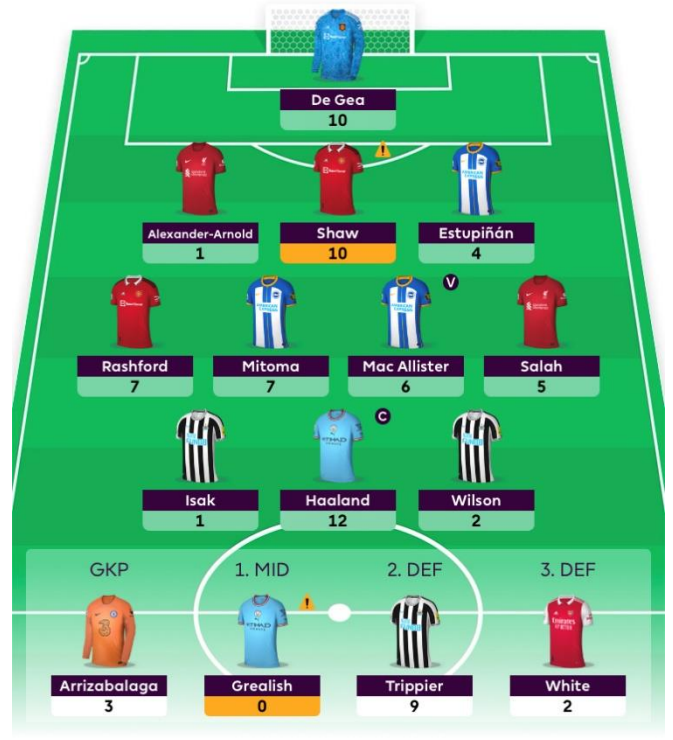 De Gea
10
Alexander-Arnold
1
Shaw
10
Estupiñán
4
V
Rashford
7
Mitoma
7
Mac Allister
6
Salah
5
C
Isak
1
Haaland
12
Wilson
2
GKP
1. MID
2. DEF
3. DEF
3
ETIHAD
Arrizabalaga
3
Grealish
0
Trippier
9
White
2